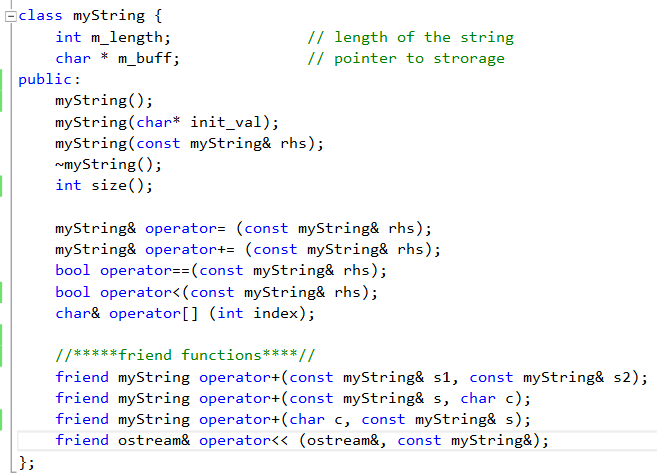 class myString {
    int m_length;               // length of the string
    char * m_buff;              // pointer to strorage
public:
    myString();
    myString(char* init_val);
    myString(const myString& rhs);
    ~myString();
    int size();

    myString& operator= (const myString& rhs);
    myString& operator+= (const myString& rhs);
    bool operator==(const myString& rhs);
    bool operator<(const myString& rhs);
    char& operator[] (int index);

    //*****friend functions****//
    friend myString operator+(const myString& s1, const myString& s2);
    friend myString operator+(const myString& s, char c);
    friend myString operator+(char c, const myString& s);
    friend ostream& operator<< (ostream&, const myString&);
};